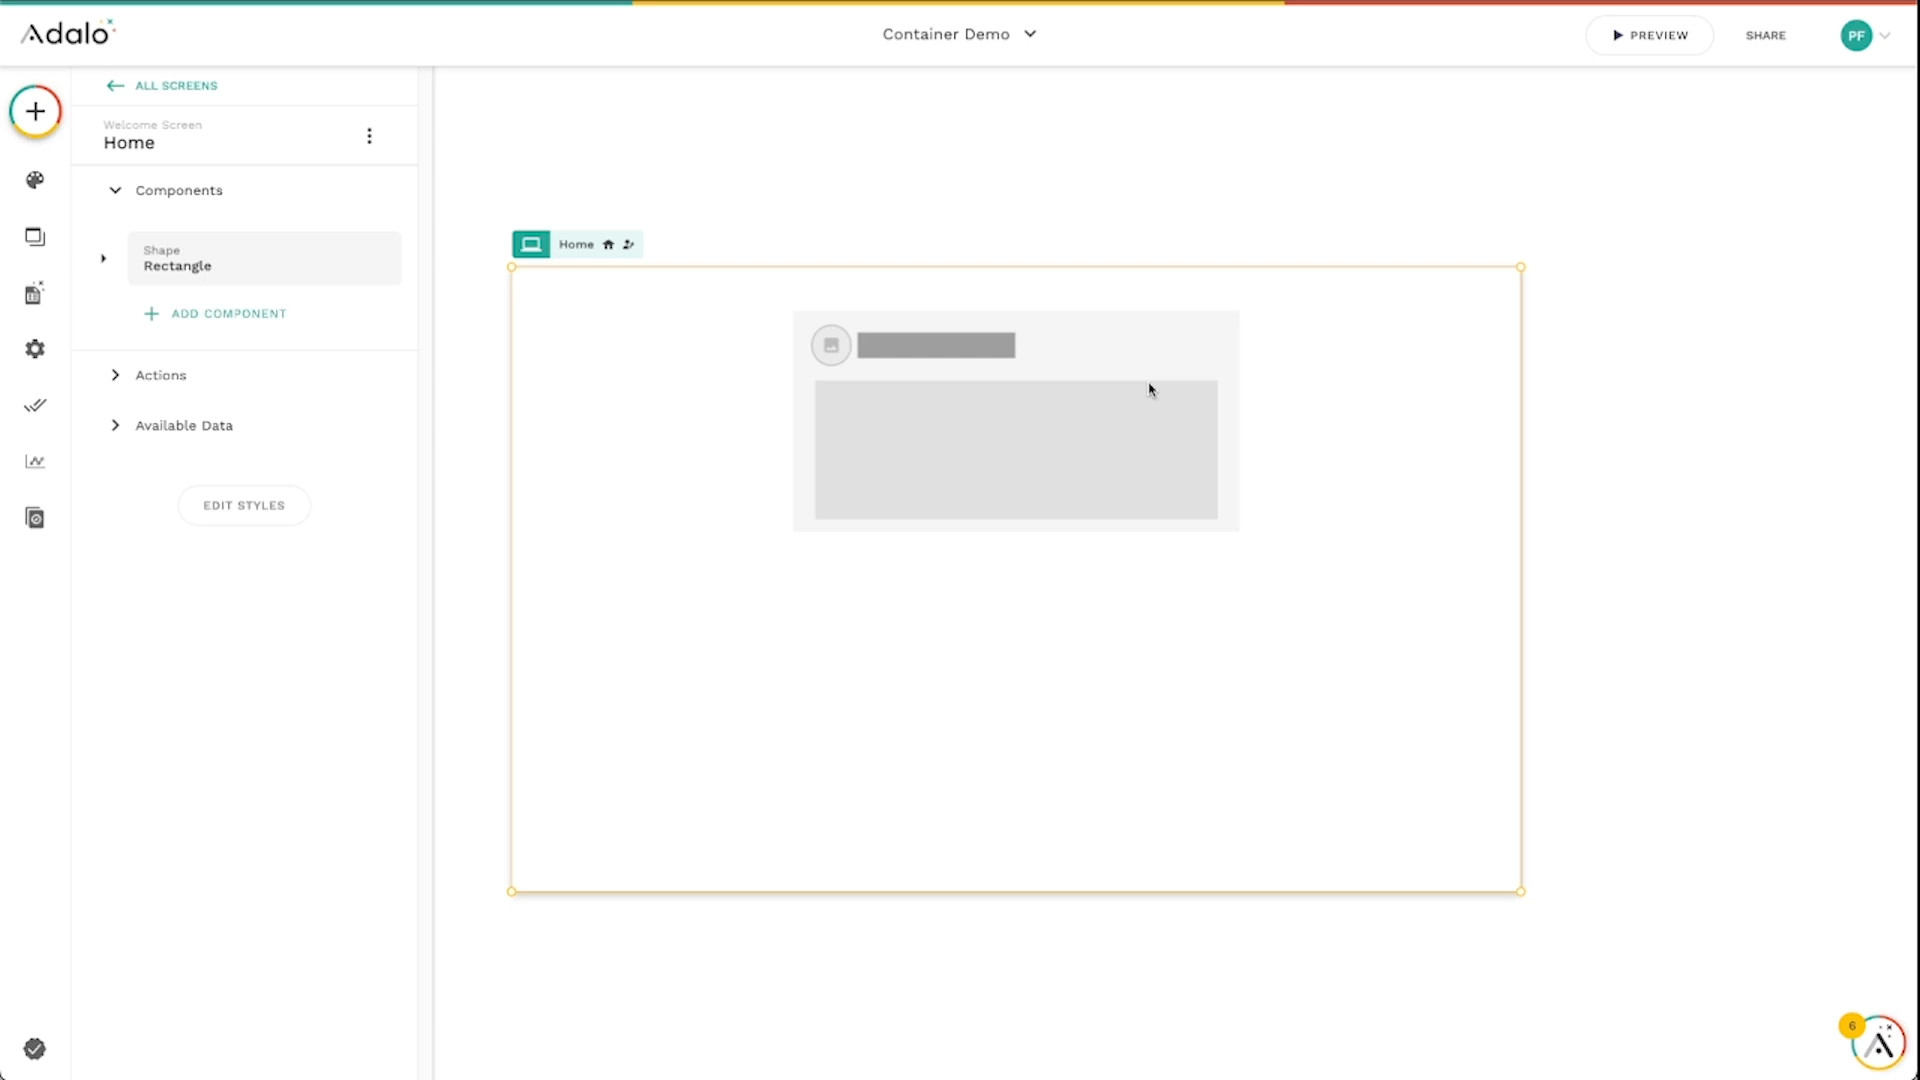 Adalo
Container Demo
PREVIEW
SHARE
PF
ALL SCREENS
Welcome Screen
Home
Components
Shape
Rectangle
ADD COMPONENT
Actions
Available Data
EDIT STYLES
Home
6